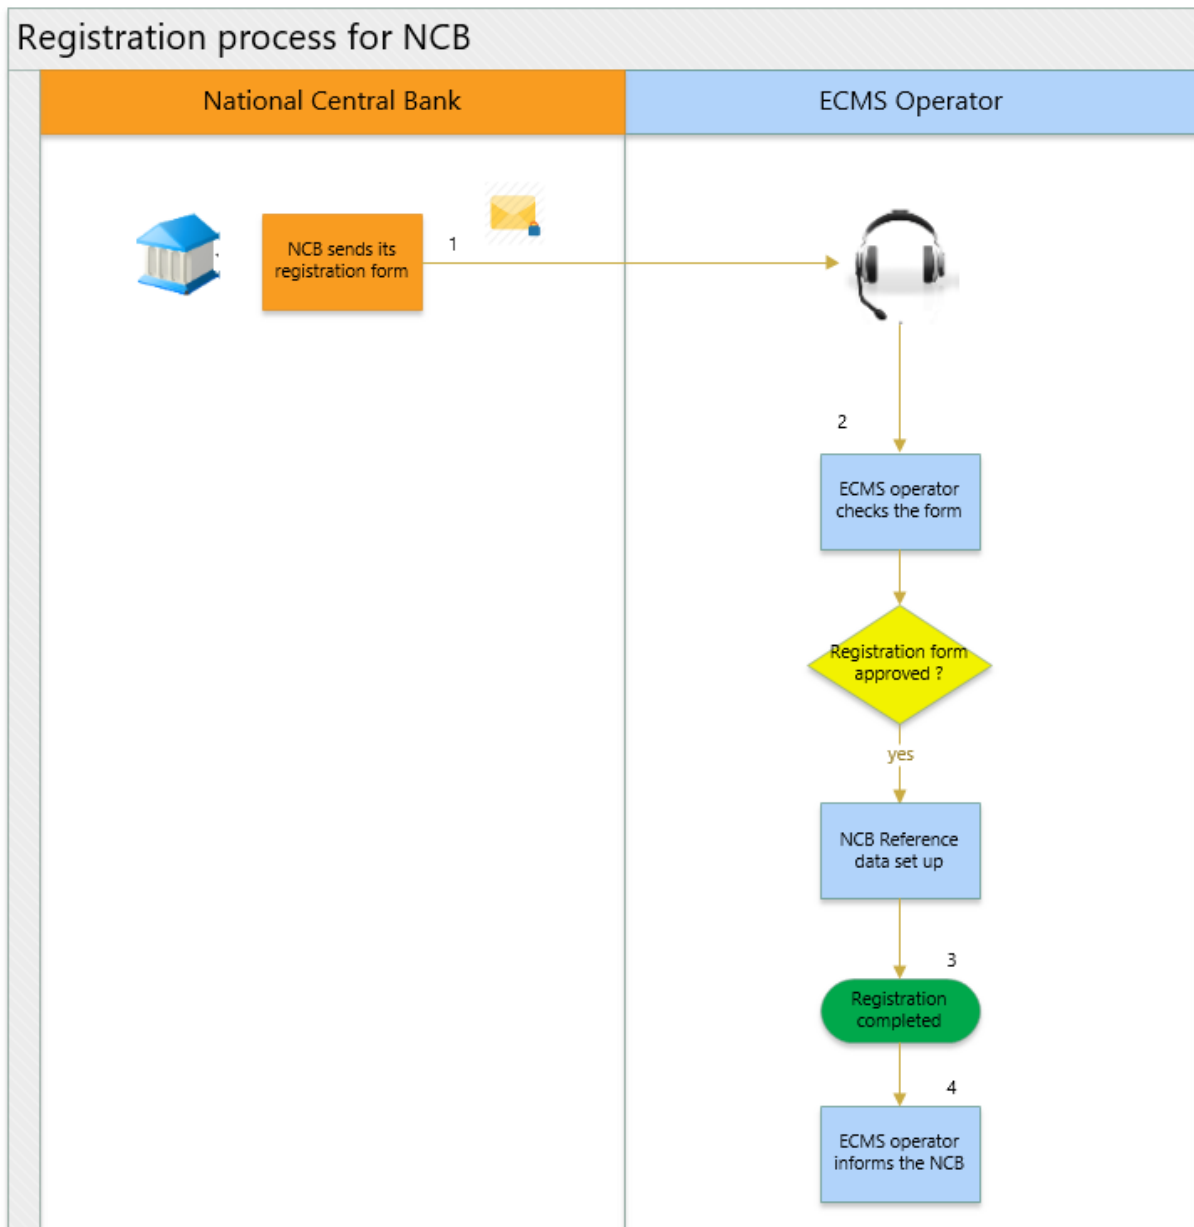 Registration process for NCB
National Central Bank
ECMS Operator
NCB sends its
registration form
1
2
ECMS operator
checks the form
Registration form
approved ?
yes
NCB Reference
data set up
3
Registration
completed
4
ECMS operator
informs the NCB